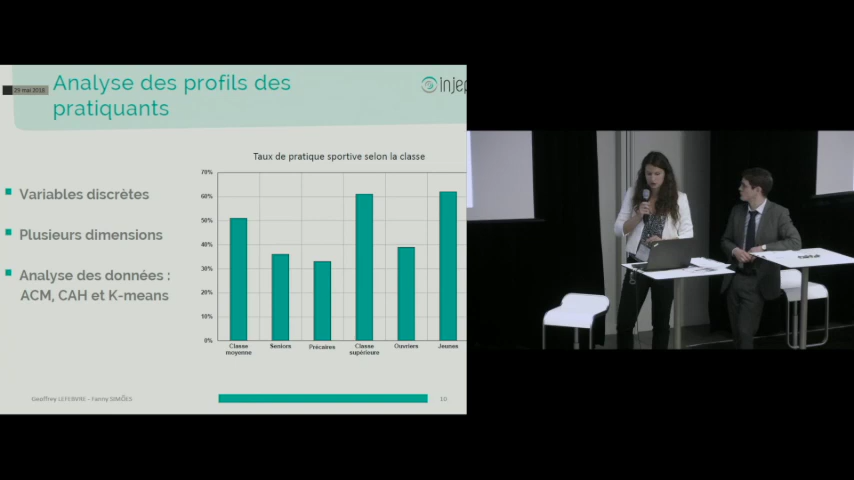 Analyse des profils des
pratiquants
29 mai 2018
injep
Taux de pratique sportive selon la classe
Variables discrètes
Plusieurs dimensions
Analyse des données :
ACM, CAH et K-means
70%
60%
50%
40%
30%
20%
10%
0%
Classe moyenne
Seniors
Précaires
Classe supérieure
Ouvriers
Jeunes
Geoffrey LEFEBVRE - Fanny SIMÕES
10